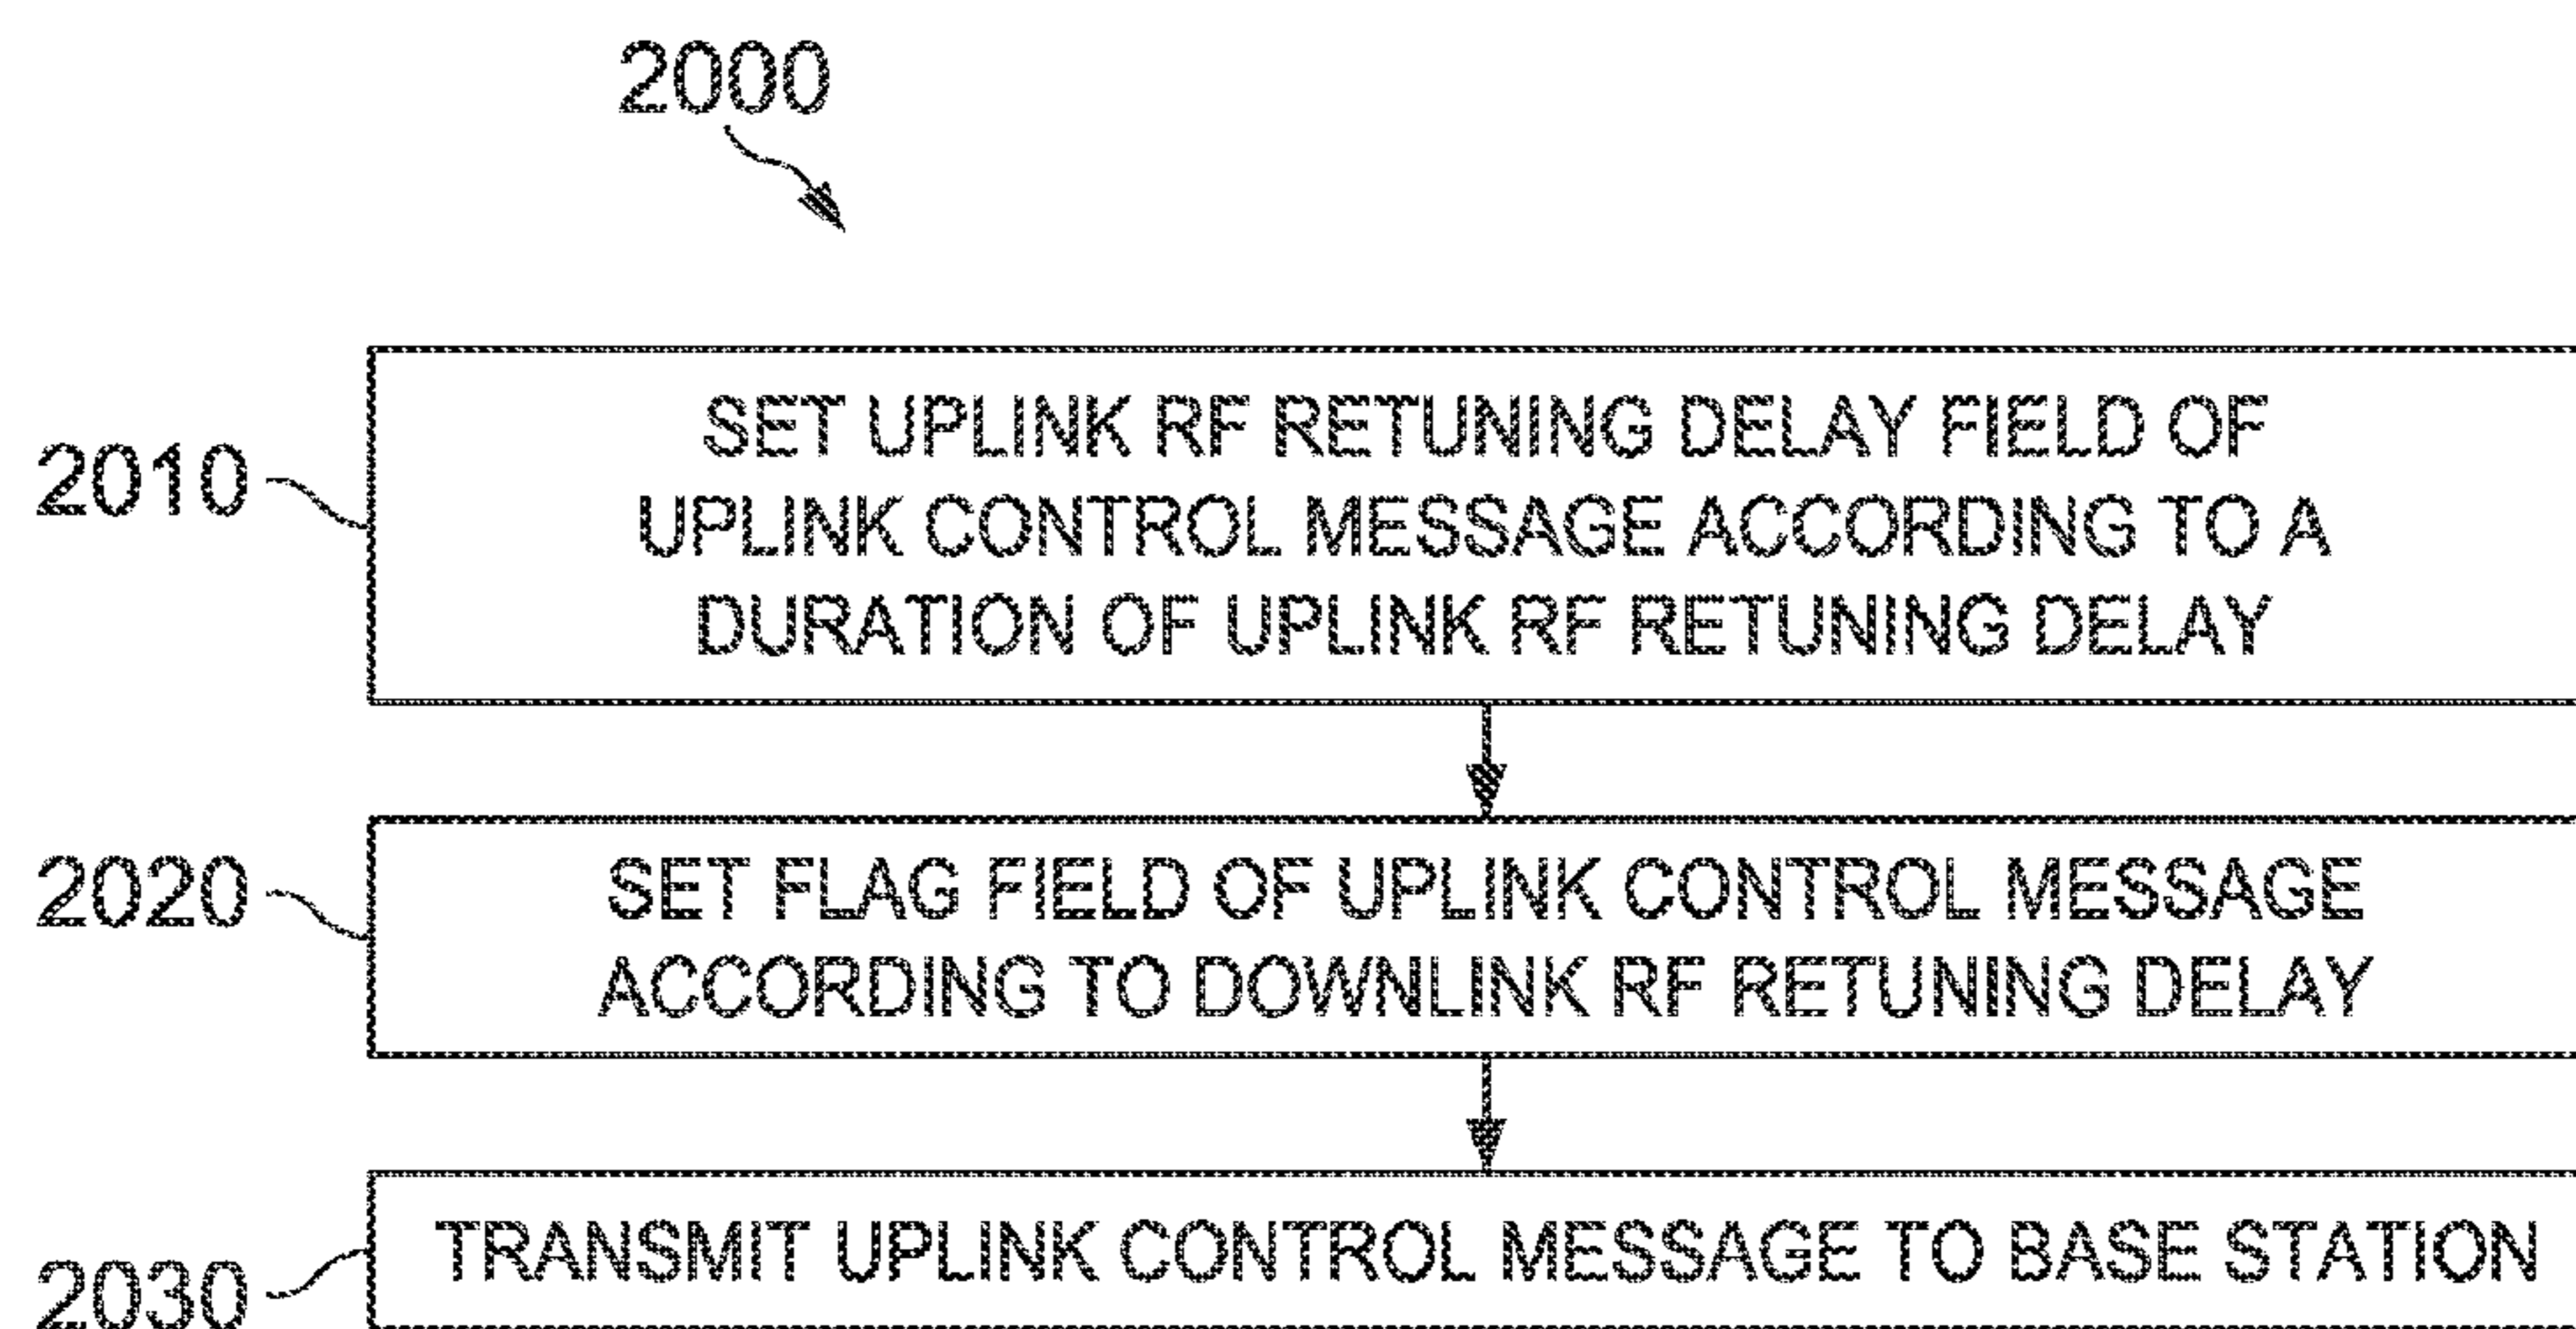 2000
2010
SET UPLINK RF RETUNING DELAY FIELD OF
UPLINK CONTROL MESSAGE ACCORDING TO A
DURATION OF UPLINK RF RETUNING DELAY
2020
SET FLAG FIELD OF UPLINK CONTROL MESSAGE
ACCORDING TO DOWNLINK RF RETUNING DELAY
2030
TRANSMIT UPLINK CONTROL MESSAGE TO BASE STATION